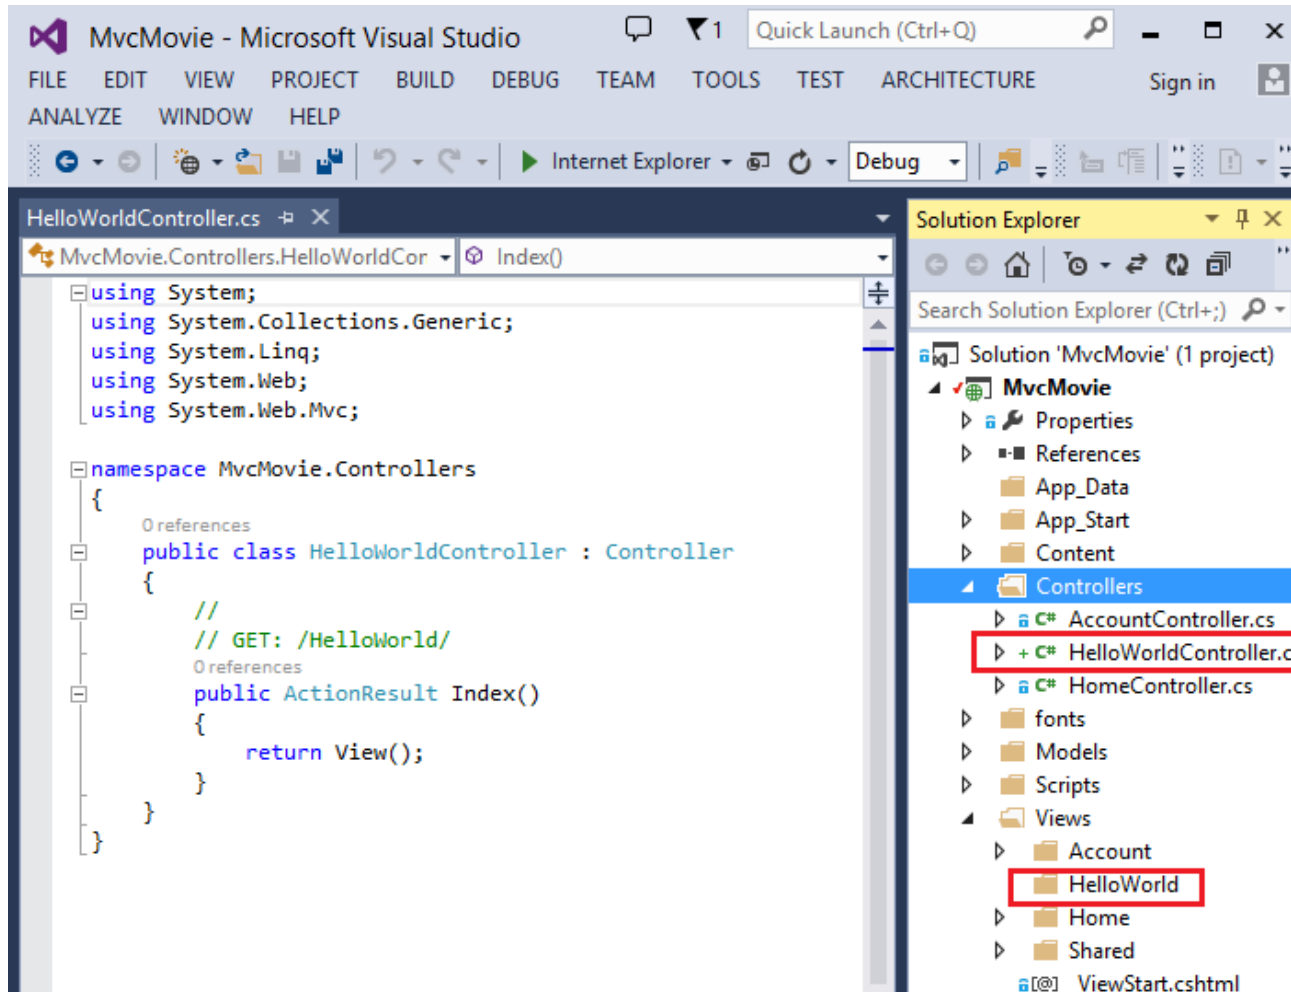 MvcMovie - Microsoft Visual Studio
1
Quick Launch (Ctrl+Q)
FILE EDIT VIEW PROJECT BUILD DEBUG TEAM TOOLS TEST ARCHITECTURE Sign in
ANALYZE WINDOW HELP
Internet Explorer Debug
HelloWorldController.cs
MvcMovie.Controllers.HelloWorldCor Index()
using System;
using System.Collections.Generic;
using System.Linq;
using System.Web;
using System.Web.Mvc;
namespace MvcMovie.Controllers
{
0 references
public class HelloWorldController : Controller
{
//
// GET: /HelloWorld/
0 references
public ActionResult Index()
{
return View();
}
}
}
Solution Explorer
Search Solution Explorer (Ctrl+;)
Solution 'MvcMovie' (1 project)
MvcMovie
Properties
References
App_Data
App_Start
Content
Controllers
C# AccountController.cs
+ C# HelloWorldController.c
C# HomeController.cs
fonts
Models
Scripts
Views
Account
HelloWorld
Home
Shared
[@] _ViewStart.cshtml